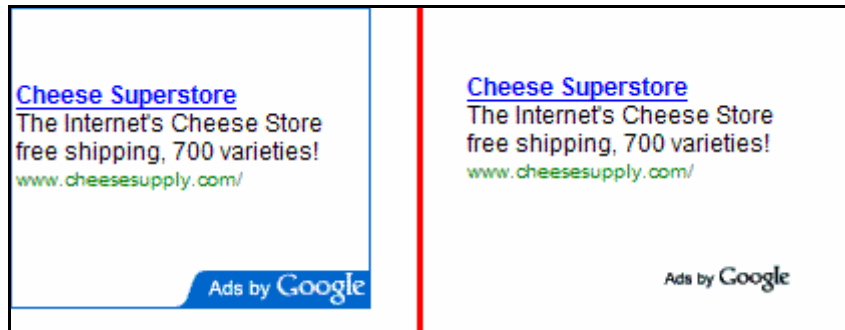 Cheese Superstore
The Internet's Cheese Store
free shipping, 700 varieties!
www.cheesesupply.com/
Ads by Google
Cheese Superstore
The Internet's Cheese Store
free shipping, 700 varieties!
www.cheesesupply.com/
Ads by Google